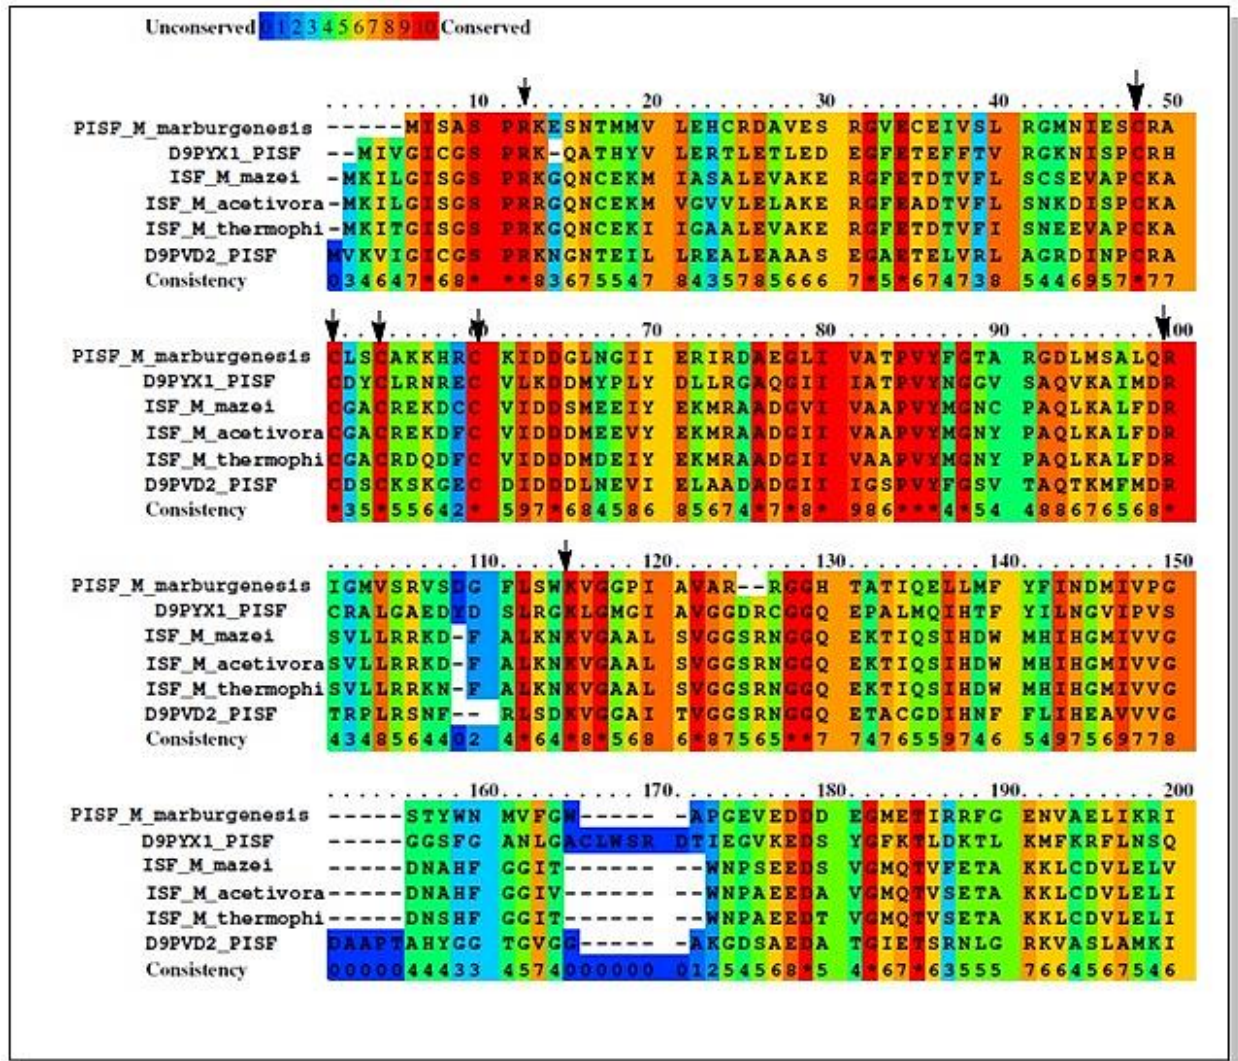 Unconserved 0 1 2 3 4 5 6 7 8 9 10 Conserved
. . . . . . . . . 10 . . . . . . . . . 20 . . . . . . . . . 30 . . . . . . . . . 40 . . . . . . . . . 50
PISF_M_marburgenesis -----MISAS PRKESNTMMV LEHCRDAVES RGVECEIVSL RGMNIESCRA
D9PYX1_PISF --MIVGICGS PRK-QATHYV LERTLETLED EGFETEFFTV RGKNISPCRH
ISF_M_mazei -MKILGISGS PRKGQNCEKM IASALEVAKE RGFETDTVFL SCSEVAPCKA
ISF_M_acetivora -MKILGISGS PRRGQNCEKM VGVVLELAKE RGFEADTVFL SNKDISPCKA
ISF_M_thermophi -MKITGISGS PRKGQNCEKI IGAALEVAKE RGFETDTVFI SNEEVAPCKA
D9PVD2_PISF MVKVIGICGS PRKNGNTEIL LREALEAAAS EGAETELVRL AGRDINPCRA
Consistency 034647*68* **83675547 8435785666 7*5*674738 5446957*77
. . . . . . . . . 60 . . . . . . . . . 70 . . . . . . . . . 80 . . . . . . . . . 90 . . . . . . . . . 100
PISF_M_marburgenesis CLSCAKKHRC KIDDGLNGII ERIRDAEGLI VATPVYFGTA RGDLMSALQR
D9PYX1_PISF CDYCLRNREC VLKDDMYPLY DLLRGAQGII IATPVYNGGV SAQVKAIMDR
ISF_M_mazei CGACREKDCC VIDDSMEEIY EKMRAADGVI VAAPVYMGNC PAQLKALFDR
ISF_M_acetivora CGACREKDFC VIDDDMEEVY EKMRAADGII VAAPVYMGNY PAQLKALFDR
ISF_M_thermophi CGACRDQDFC VIDDDMDEIY EKMRAADGII VAAPVYMGNY PAQLKALFDR
D9PVD2_PISF CDSCKSKGEC DIDDDLNEVI ELAADADGII IGSPVYFGSV TAQTKMFMDR
Consistency *35*55642* 597*684586 85674*7*8* 986***4*54 488676568*
. . . . . . . . . 110 . . . . . . . . . 120 . . . . . . . . . 130 . . . . . . . . . 140 . . . . . . . . . 150
PISF_M_marburgenesis IGMVSRVSDG FLSWKVGGPI AVAR--RGGH TATIQELLMF YFINDMIVPG
D9PYX1_PISF CRALGAEDYD SLRGKLGMGI AVGGDRCGGQ EPALMQIHTF YILNGVIPVS
ISF_M_mazei SVLLRRKD-F ALKNKVGAAL SVGGSRNGGQ EKTIQSIHDW MHIHGMIVVG
ISF_M_acetivora SVLLRRKD-F ALKNKVGAAL SVGGSRNGGQ EKTIQSIHDW MHIHGMIVVG
ISF_M_thermophi SVLLRRKN-F ALKNKVGAAL SVGGSRNGGQ EKTIQSIHDW MHIHGMIVVG
D9PVD2_PISF TRPLRSNF-- RLSDKVGGAI TVGGSRNGGQ ETACGDIHNF FLIHEAVVVG
Consistency 4348564402 4*64*8*568 6*87565**7 7476559746 5497569778
. . . . . . . . . 160 . . . . . . . . . 170 . . . . . . . . . 180 . . . . . . . . . 190 . . . . . . . . . 200
PISF_M_marburgenesis -----STYWN MVFGW----- -APGEVEDDD EGMETIRRFG ENVAELIKRI
D9PYX1_PISF -----GGSFG ANLGACLWSR DTIEGVKEDS YGFKTLDKTL KMFKRFLNSQ
ISF_M_mazei -----DNAHF GGIT------ --WNPSEEDS VGMQTVFETA KKLCDVLELV
ISF_M_acetivora -----DNAHF GGIT------ --WNPAEEDA VGMQTVSETA KKLCDVLELI
ISF_M_thermophi -----DNSHF GGIT------ --WNPAEEDT VGMQTVSETA KKLCDVLELI
D9PVD2_PISF DAAPTAHYGG TGVGG----- -AKGDSAEDA TGIETSRNLG RKVASLAMKI
Consistency 0000044433 4574000000 01254568*5 4*67*63555 7664567546